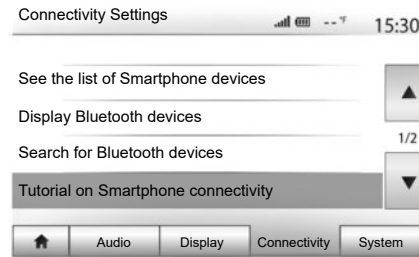 Connectivity Settings
-- °F 15:30
See the list of Smartphone devices
Display Bluetooth devices
1/2
Search for Bluetooth devices
Tutorial on Smartphone connectivity
Audio Display Connectivity System